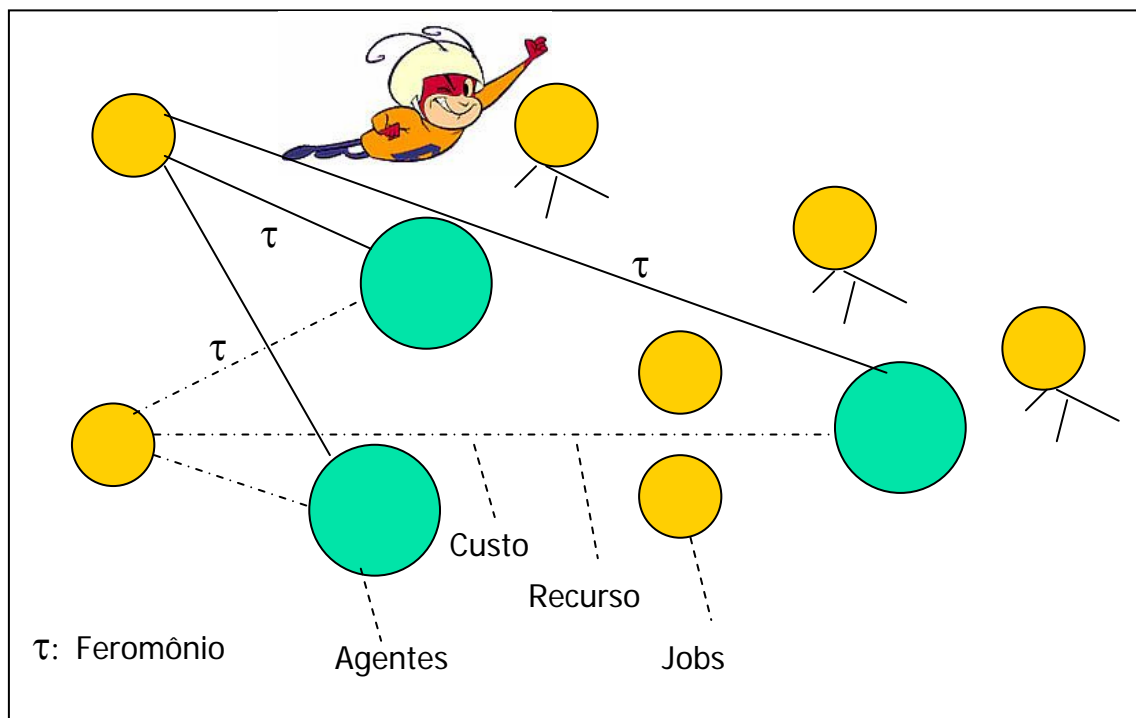 τ
τ
τ
Custo
Recurso
τ: Feromônio
Agentes
Jobs